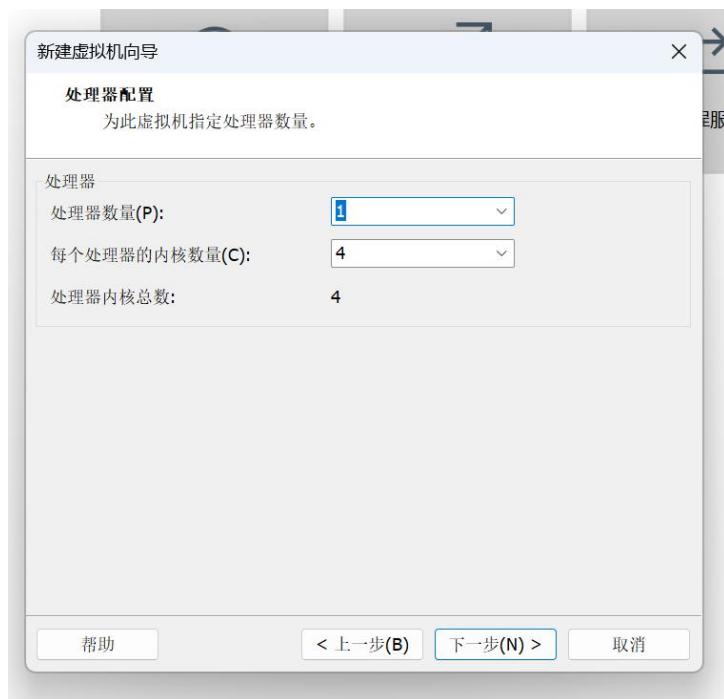 新建虚拟机向导
处理器配置
为此虚拟机指定处理器数量。
处理器
处理器数量(P): 1
每个处理器的内核数量(C): 4
处理器内核总数: 4
帮助 < 上一步(B) 下一步(N) > 取消